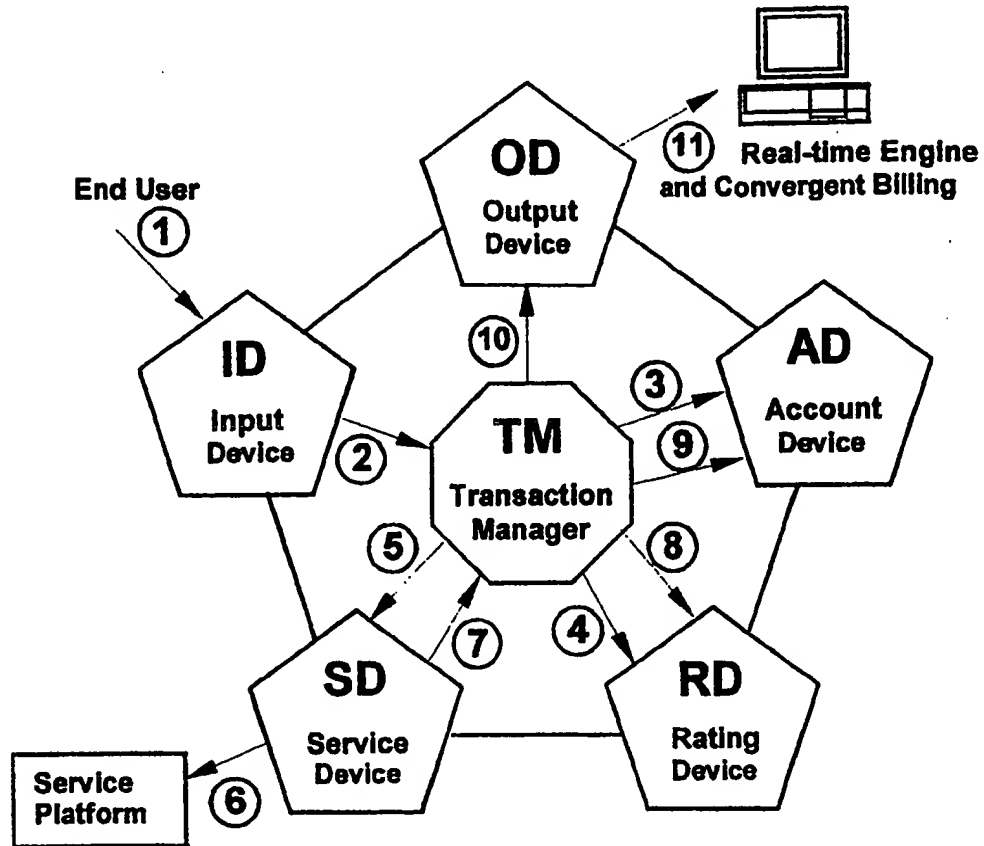 OD
Output
Device
11
Real-time Engine
and Convergent Billing
End User
1
ID
Input
Device
2
10
TM
Transaction
Manager
3
9
AD
Account
Device
5
7
8
4
SD
Service
Device
RD
Rating
Device
6
Service
Platform